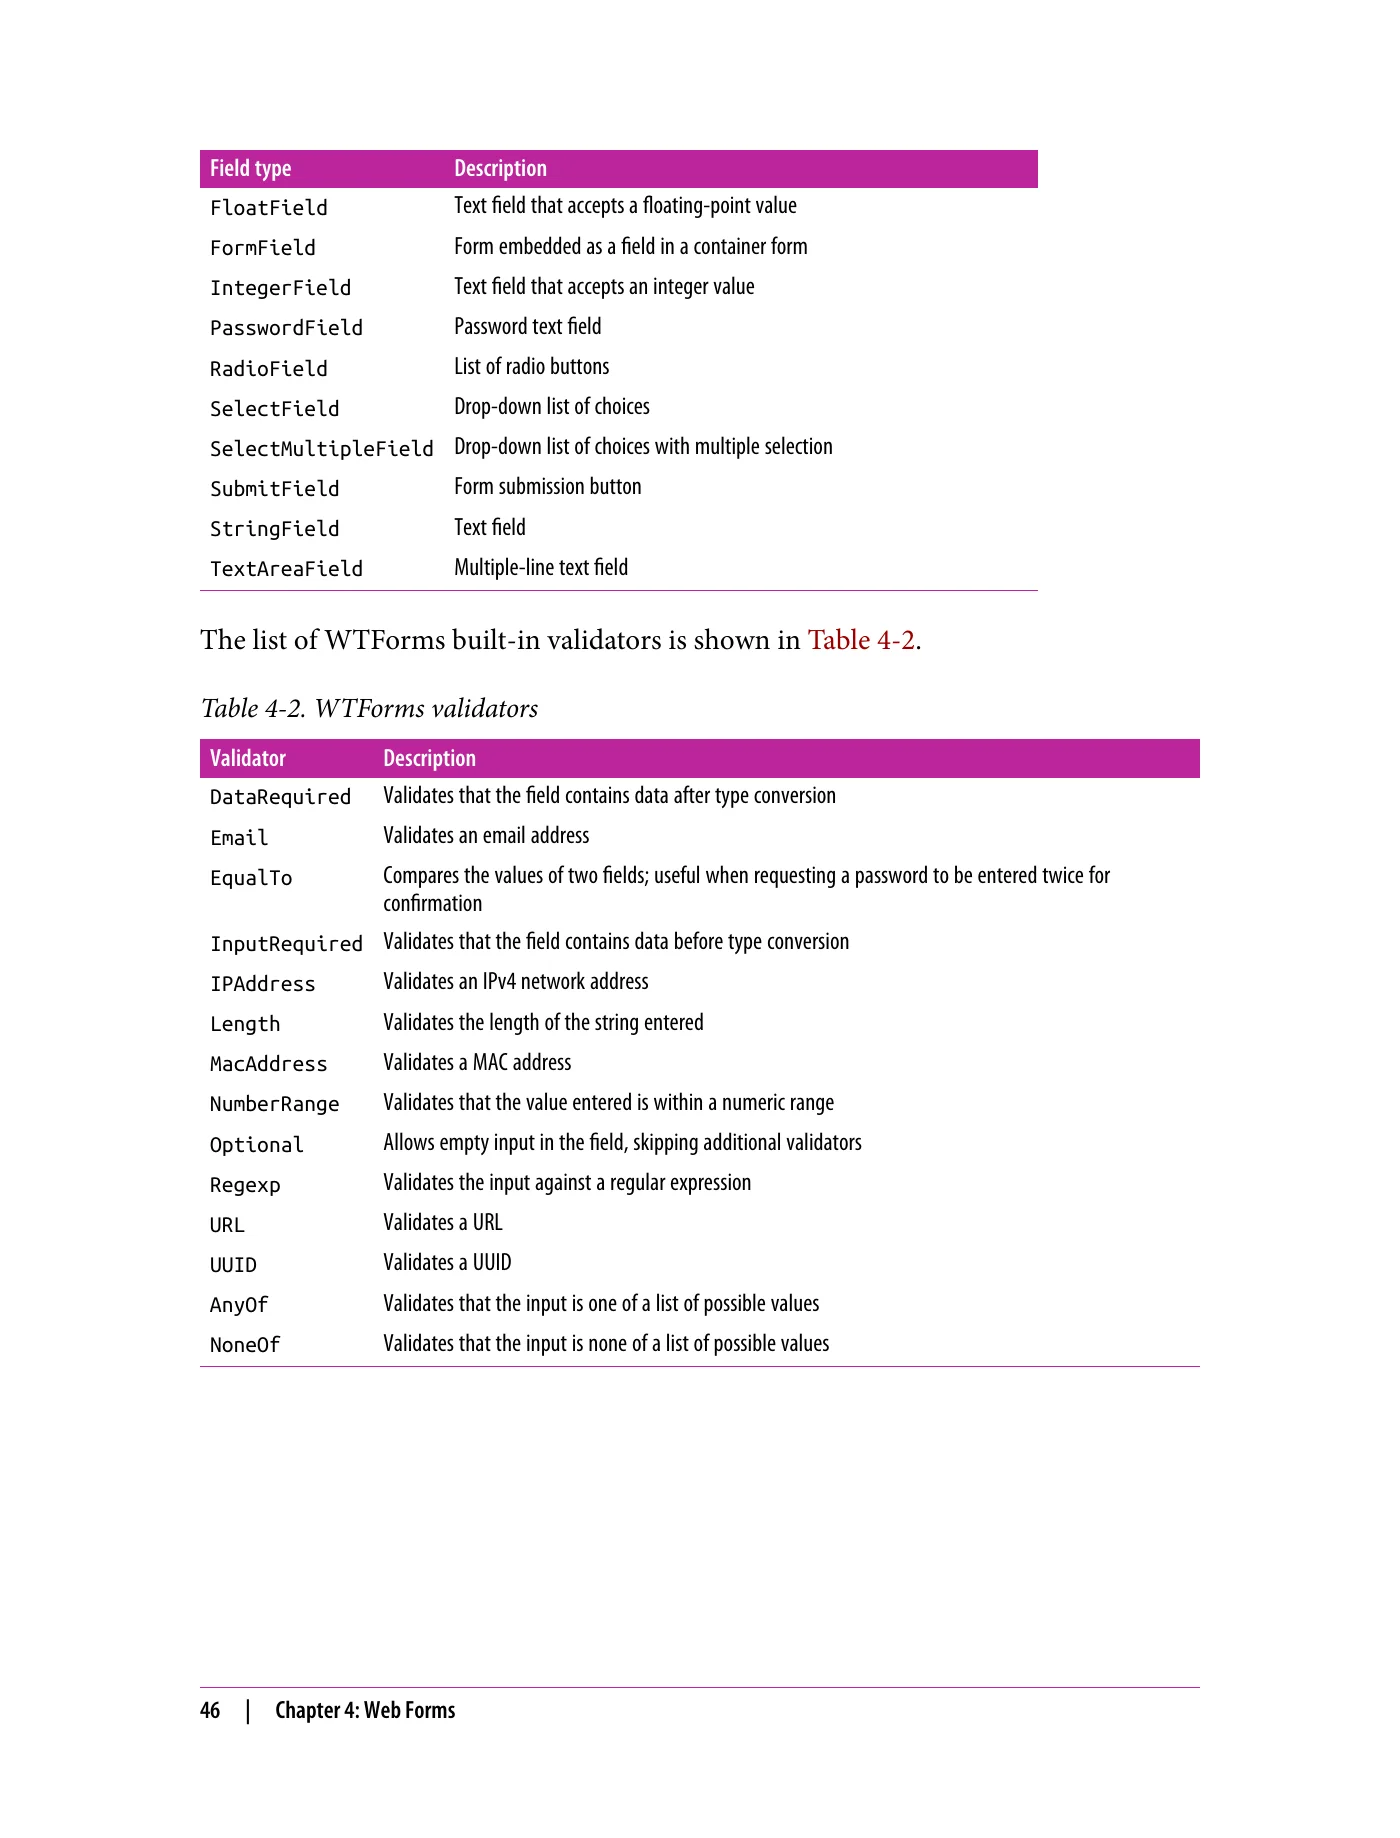 Field type Description
FloatField Text field that accepts a floating-point value
FormField Form embedded as a field in a container form
IntegerField Text field that accepts an integer value
PasswordField Password text field
RadioField List of radio buttons
SelectField Drop-down list of choices
SelectMultipleField Drop-down list of choices with multiple selection
SubmitField Form submission button
StringField Text field
TextAreaField Multiple-line text field
The list of WTForms built-in validators is shown in Table 4-2.
Table 4-2. WTForms validators
Validator Description
DataRequired Validates that the field contains data after type conversion
Email Validates an email address
EqualTo Compares the values of two fields; useful when requesting a password to be entered twice for
confirmation
InputRequired Validates that the field contains data before type conversion
IPAddress Validates an IPv4 network address
Length Validates the length of the string entered
MacAddress Validates a MAC address
NumberRange Validates that the value entered is within a numeric range
Optional Allows empty input in the field, skipping additional validators
Regexp Validates the input against a regular expression
URL Validates a URL
UUID Validates a UUID
AnyOf Validates that the input is one of a list of possible values
NoneOf Validates that the input is none of a list of possible values
46 | Chapter 4: Web Forms